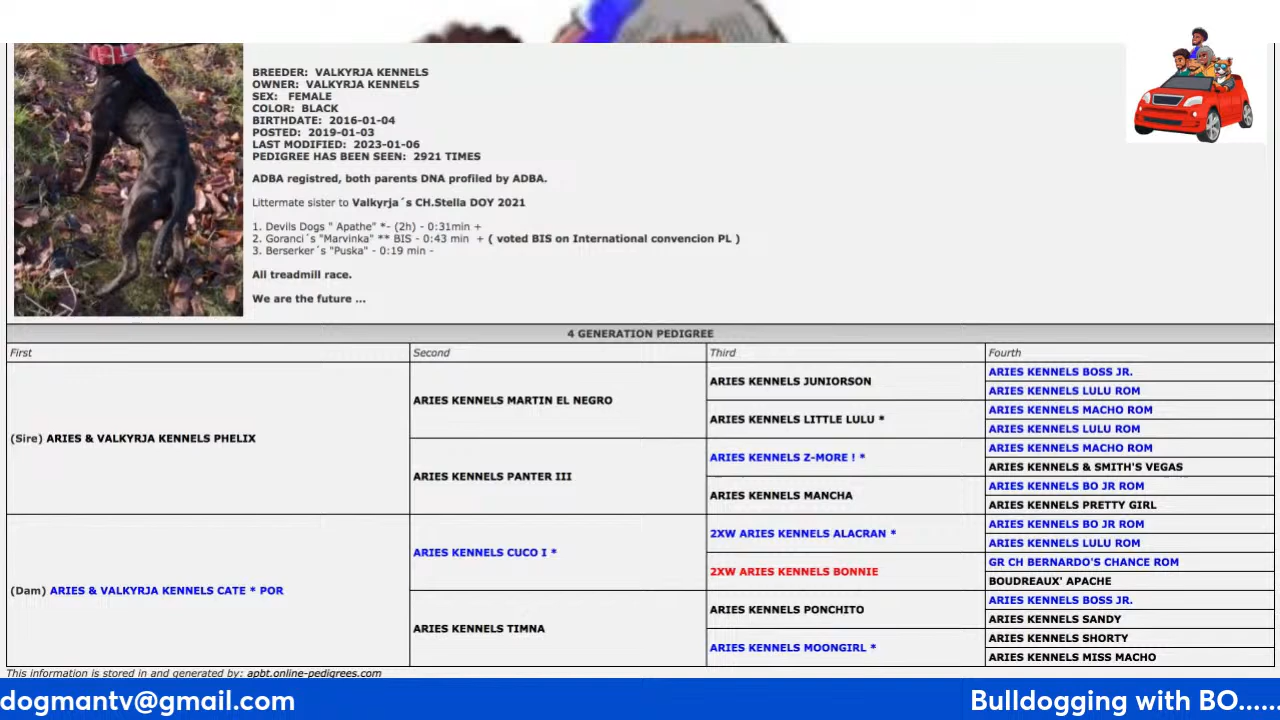 BREEDER: VALKYRJA KENNELS
OWNER: VALKYRJA KENNELS
SEX: FEMALE
COLOR: BLACK
BIRTHDATE: 2016-01-04
POSTED: 2019-01-03
LAST MODIFIED: 2023-01-06
PEDIGREE HAS BEEN SEEN: 2921 TIMES
ADBA registred, both parents DNA profiled by ADBA.
Littermate sister to Valkyrja´s CH.Stella DOY 2021
1. Devils Dogs " Apathe" *- (2h) - 0:31min +
2. Goranci´s "Marvinka" ** BIS - 0:43 min + ( voted BIS on International convencion PL )
3. Berserker´s "Puska" - 0:19 min -
All treadmill race.
We are the future ...
4 GENERATION PEDIGREE
First Second Third Fourth
(Sire) ARIES & VALKYRJA KENNELS PHELIX
(Dam) ARIES & VALKYRJA KENNELS CATE * POR
ARIES KENNELS MARTIN EL NEGRO
ARIES KENNELS PANTER III
ARIES KENNELS CUCO I *
ARIES KENNELS TIMNA
ARIES KENNELS JUNIORSON
ARIES KENNELS LITTLE LULU *
ARIES KENNELS Z-MORE ! *
ARIES KENNELS MANCHA
2XW ARIES KENNELS ALACRAN *
2XW ARIES KENNELS BONNIE
ARIES KENNELS PONCHITO
ARIES KENNELS MOONGIRL *
ARIES KENNELS BOSS JR.
ARIES KENNELS LULU ROM
ARIES KENNELS MACHO ROM
ARIES KENNELS LULU ROM
ARIES KENNELS MACHO ROM
ARIES KENNELS & SMITH'S VEGAS
ARIES KENNELS BO JR ROM
ARIES KENNELS PRETTY GIRL
ARIES KENNELS BO JR ROM
ARIES KENNELS LULU ROM
GR CH BERNARDO'S CHANCE ROM
BOUDREAUX' APACHE
ARIES KENNELS BOSS JR.
ARIES KENNELS SANDY
ARIES KENNELS SHORTY
ARIES KENNELS MISS MACHO
This information is stored in and generated by: apbt.online-pedigrees.com
dogmantv@gmail.com
Bulldogging with BO......